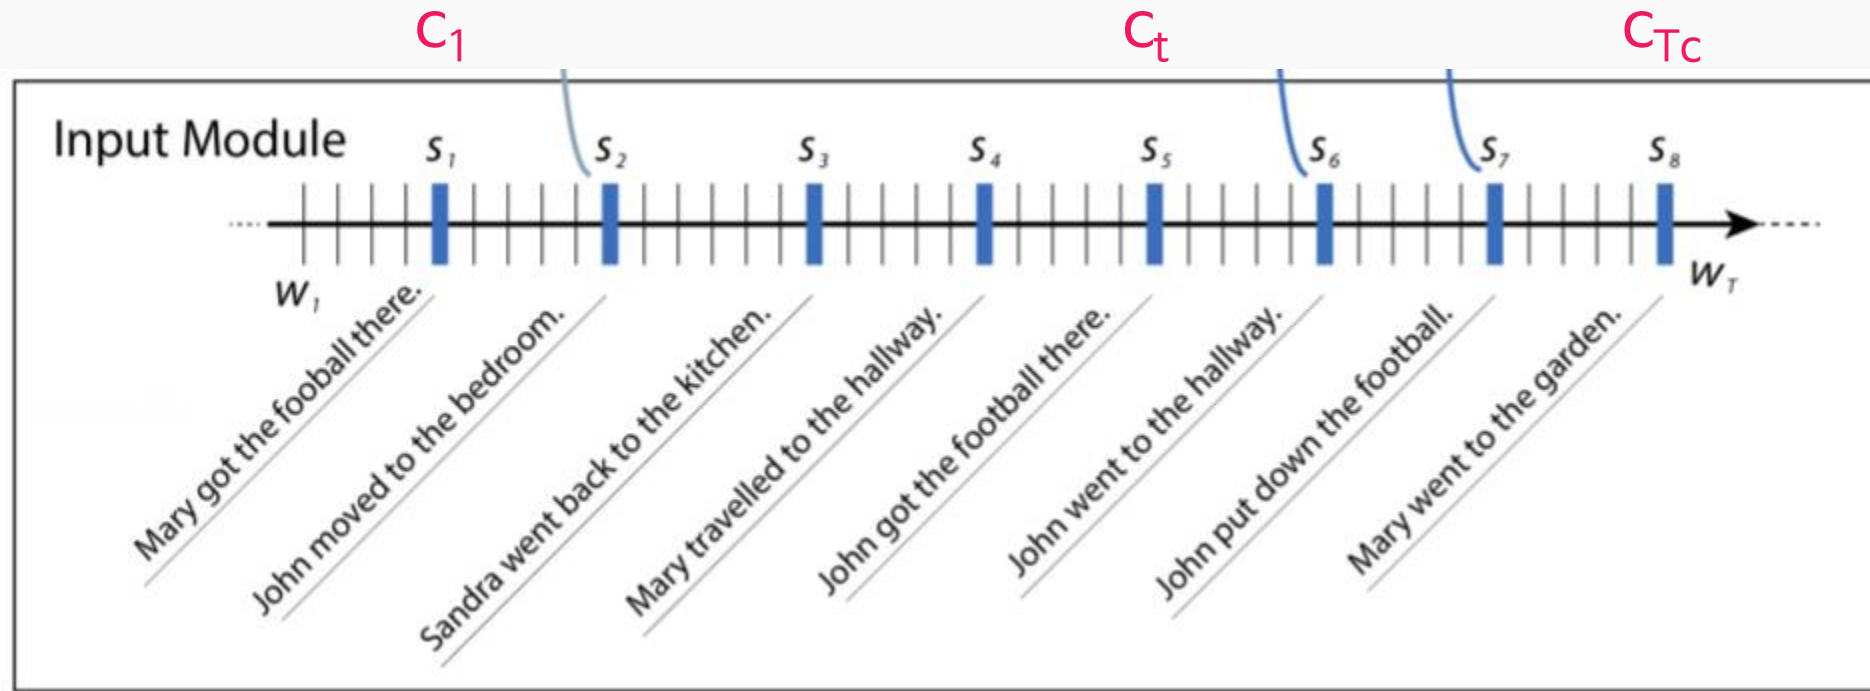 C1 Ct CTc
Input Module
s1 s2 s3 s4 s5 s6 s7 s8
w1 wT
Mary got the fooball there.
John moved to the bedroom.
Sandra went back to the kitchen.
Mary travelled to the hallway.
John got the football there.
John went to the hallway.
John put down the football.
Mary went to the garden.